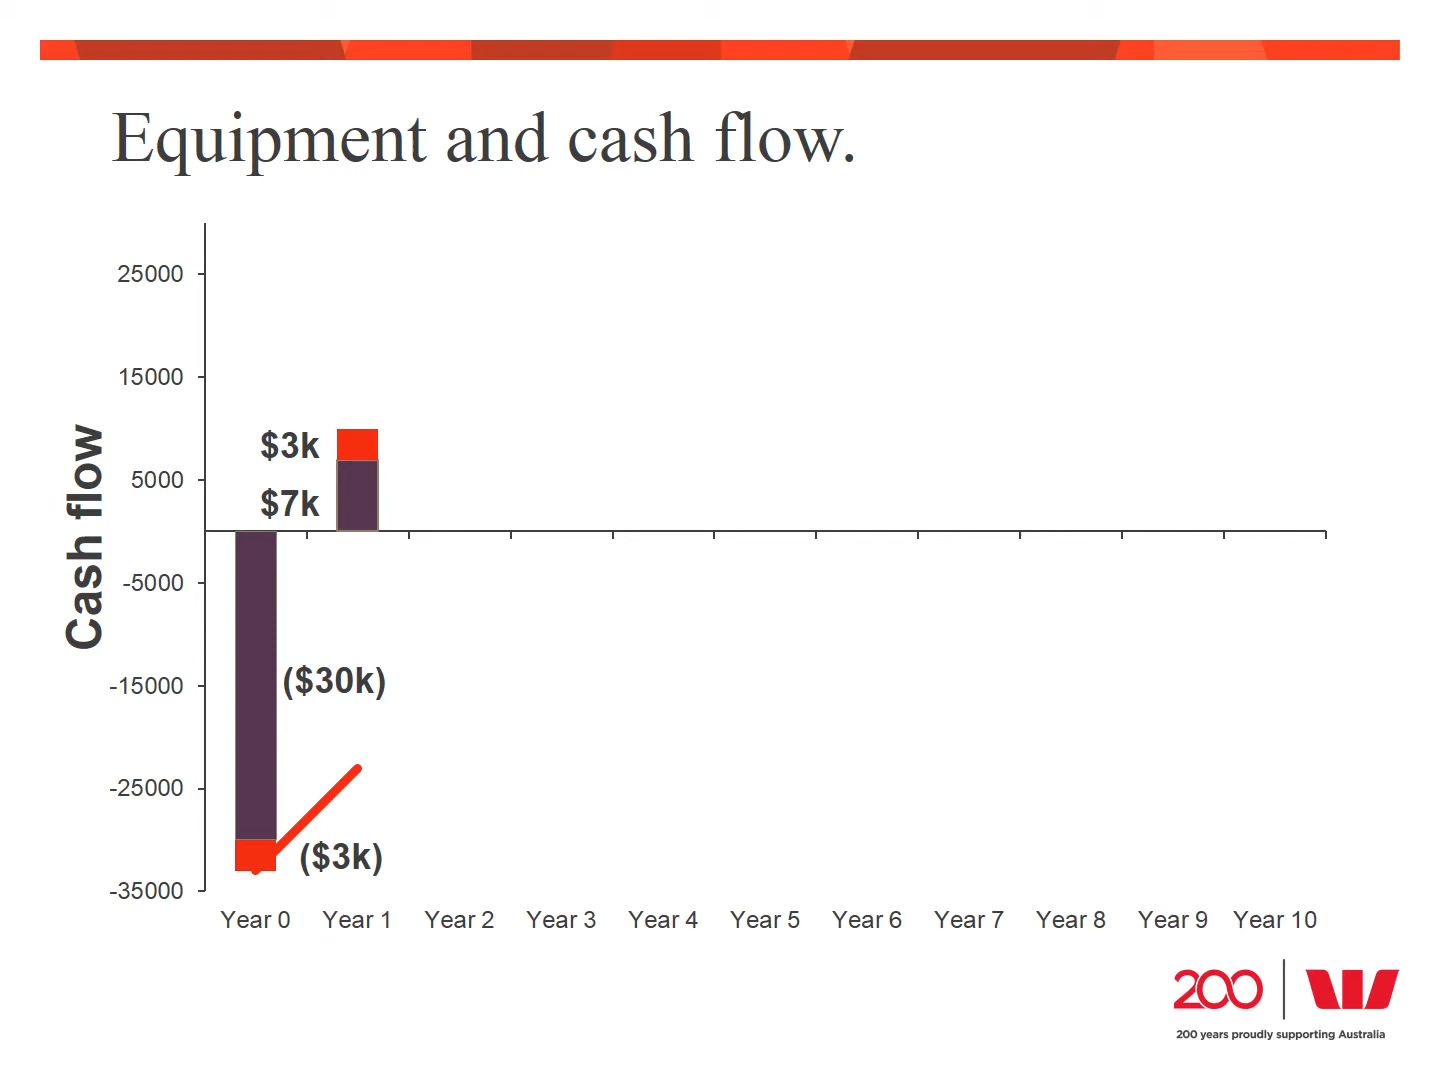 Equipment and cash flow.
Cash flow
25000
15000
5000
-5000
-15000
-25000
-35000
$3k
$7k
($30k)
($3k)
Year 0 Year 1 Year 2 Year 3 Year 4 Year 5 Year 6 Year 7 Year 8 Year 9 Year 10
200
200 years proudly supporting Australia